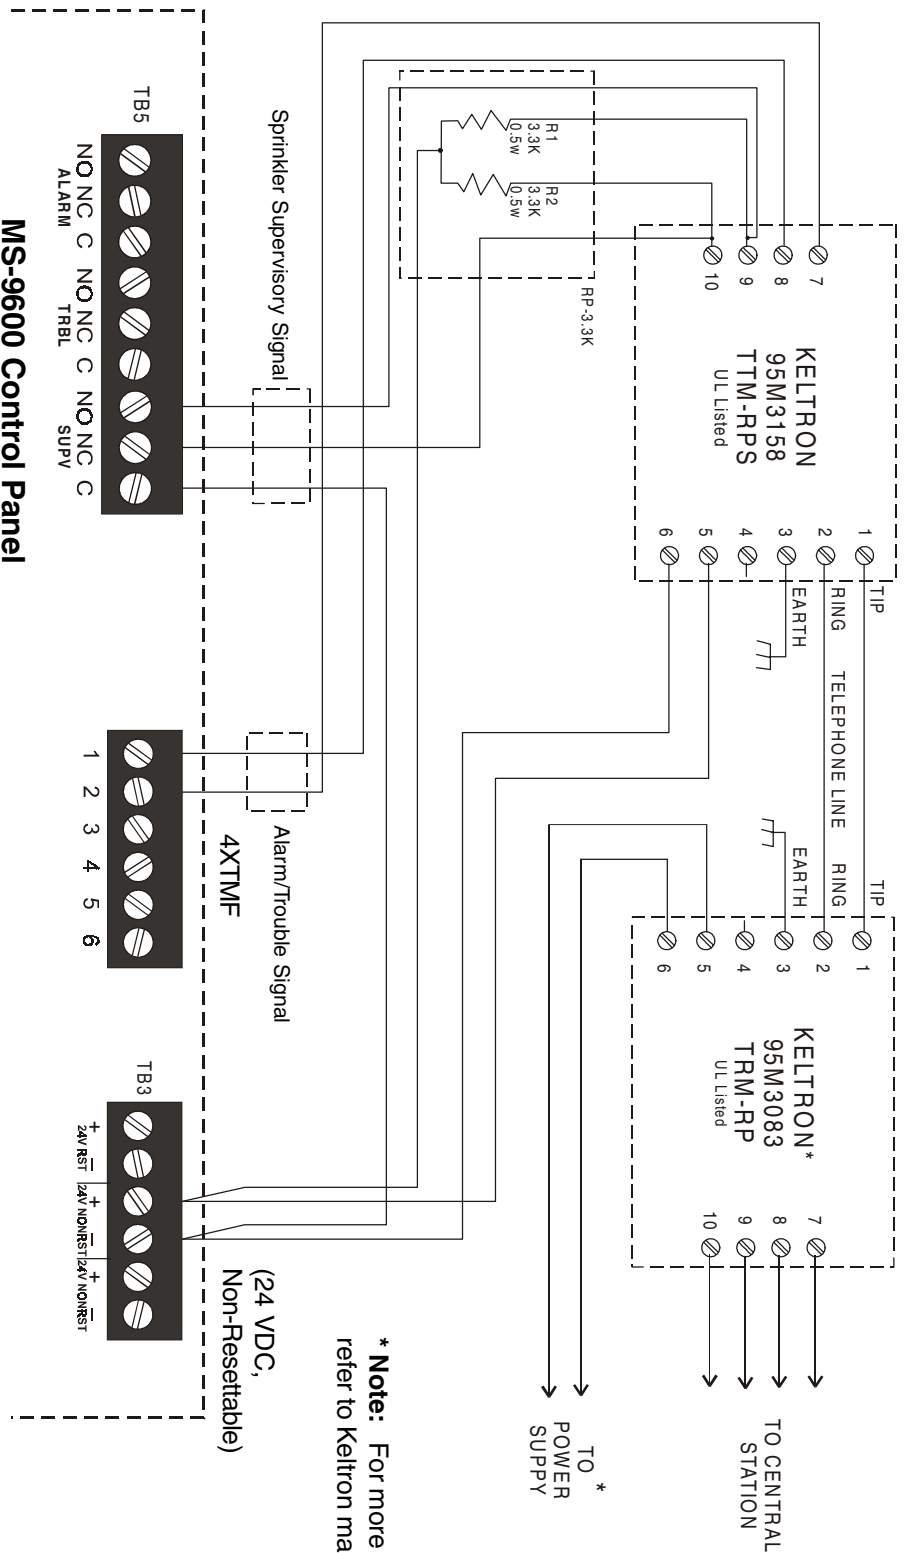 KELTRON
95M3158
TTM-RPS
UL Listed
7
8
9
10
1
2
3
4
5
6
TIP
RING
EARTH
TELEPHONE LINE
TIP
RING
EARTH
KELTRON*
95M3083
TRM-RP
UL Listed
1
2
3
4
5
6
7
8
9
10
TO CENTRAL
STATION
*
TO
POWER
SUPPY
R1
3.3K
0.5w
R2
3.3K
0.5w
RP-3.3K
* Note: For more
refer to Keltron ma
Sprinkler Supervisory Signal
Alarm/Trouble Signal
4XTMF
(24 VDC,
Non-Resettable)
TB5
NO NC C NO NC C NO NC C
ALARM TRBL SUPV
1 2 3 4 5 6
TB3
+ – + – + –
24V RST 24V NONRST 24V NONRST
MS-9600 Control Panel